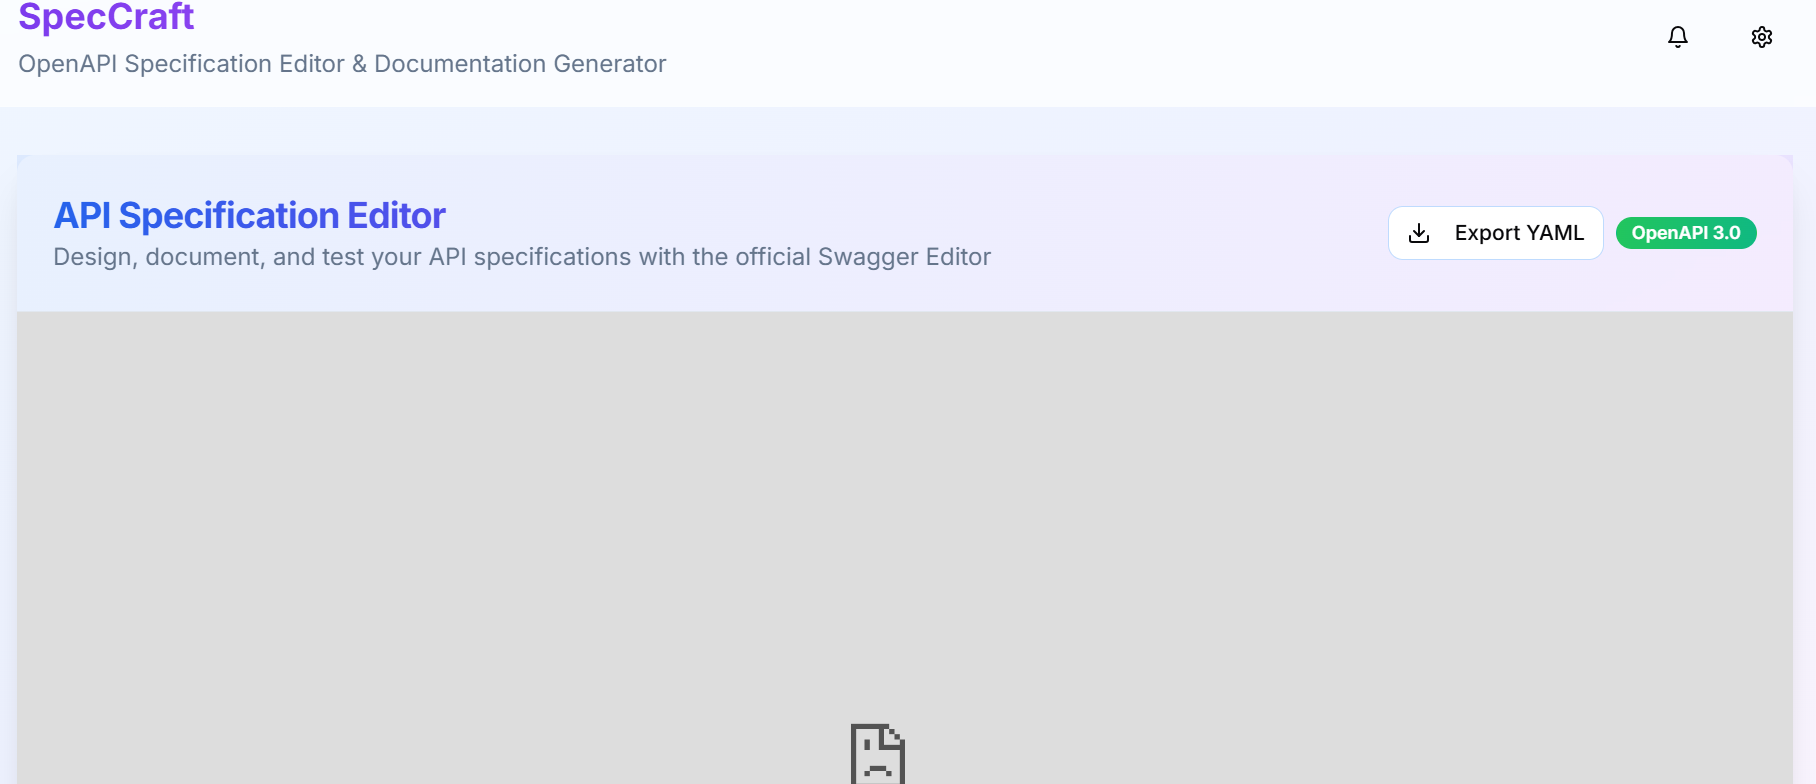 SpecCraft
OpenAPI Specification Editor & Documentation Generator
API Specification Editor
Design, document, and test your API specifications with the official Swagger Editor
Export YAML
OpenAPI 3.0